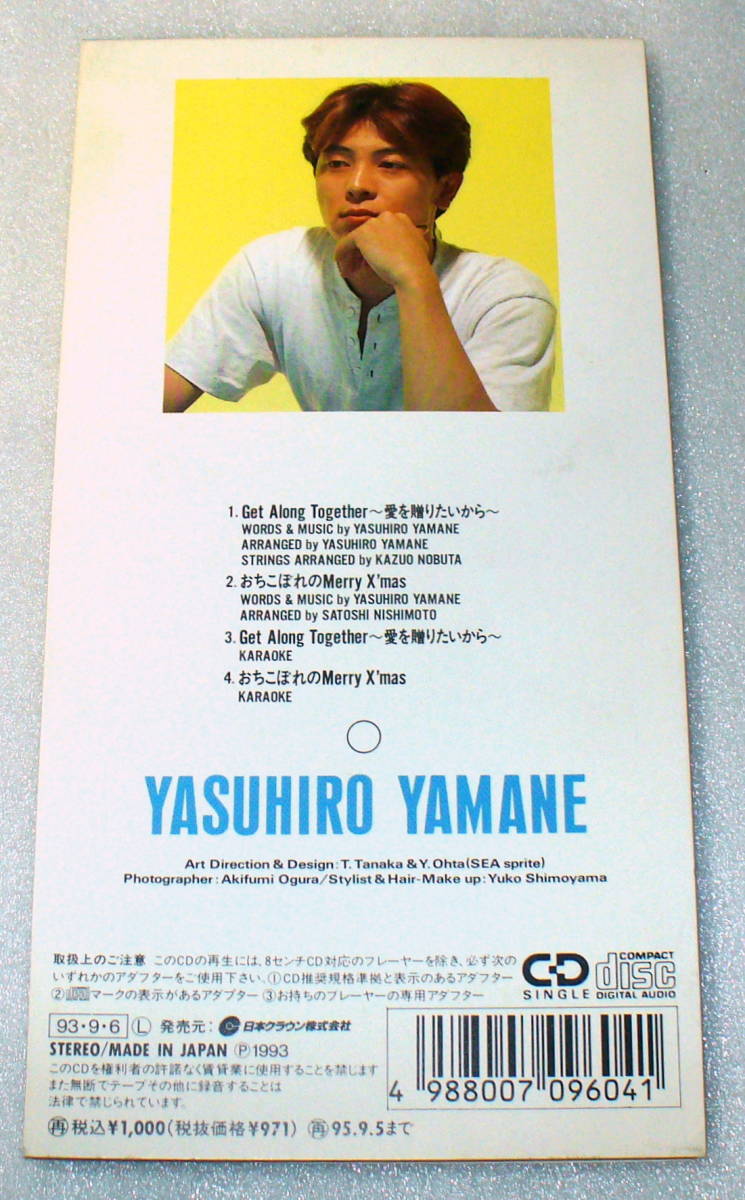 1. Get Along Together～愛を贈りたいから～
WORDS & MUSIC by YASUHIRO YAMANE
ARRANGED by YASUHIRO YAMANE
STRINGS ARRANGED by KAZUO NOBUTA
2. おちこぼれのMerry X'mas
WORDS & MUSIC by YASUHIRO YAMANE
ARRANGED by SATOSHI NISHIMOTO
3. Get Along Together～愛を贈りたいから～
KARAOKE
4. おちこぼれのMerry X'mas
KARAOKE
YASUHIRO YAMANE
Art Direction & Design:T. Tanaka & Y. Ohta(SEA sprite)
Photographer:Akifumi Ogura/Stylist & Hair-Make up:Yuko Shimoyama
取扱上のご注意 このCDの再生には、8センチCD対応のプレーヤーを除き、必ず次の
いずれかのアダプターをご使用下さい。①CD推奨規格準拠と表示のあるアダプター
②マークの表示があるアダプター ③お持ちのプレーヤーの専用アダプター
CD SINGLE
COMPACT disc DIGITAL AUDIO
93・9・6 Ⓛ 発売元: 日本クラウン株式会社
STEREO/MADE IN JAPAN Ⓟ1993
このCDを権利者の許諾なく賃貸業に使用することを禁じます
また無断でテープその他に録音することは
法律で禁じられています。
再税込¥1,000(税抜価格¥971) 再95.9.5まで
4 988007 096041